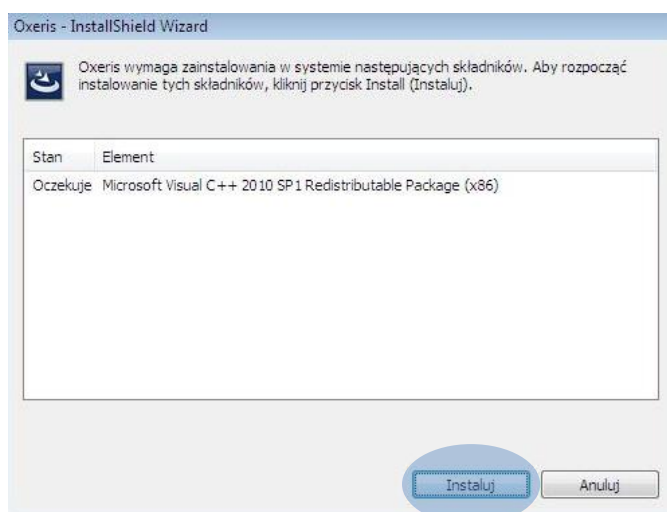 Oxeris - InstallShield Wizard
Oxeris wymaga zainstalowania w systemie następujących składników. Aby rozpocząć
instalowanie tych składników, kliknij przycisk Install (Instaluj).
Stan Element
Oczekuje Microsoft Visual C++ 2010 SP1 Redistributable Package (x86)
Instaluj Anuluj